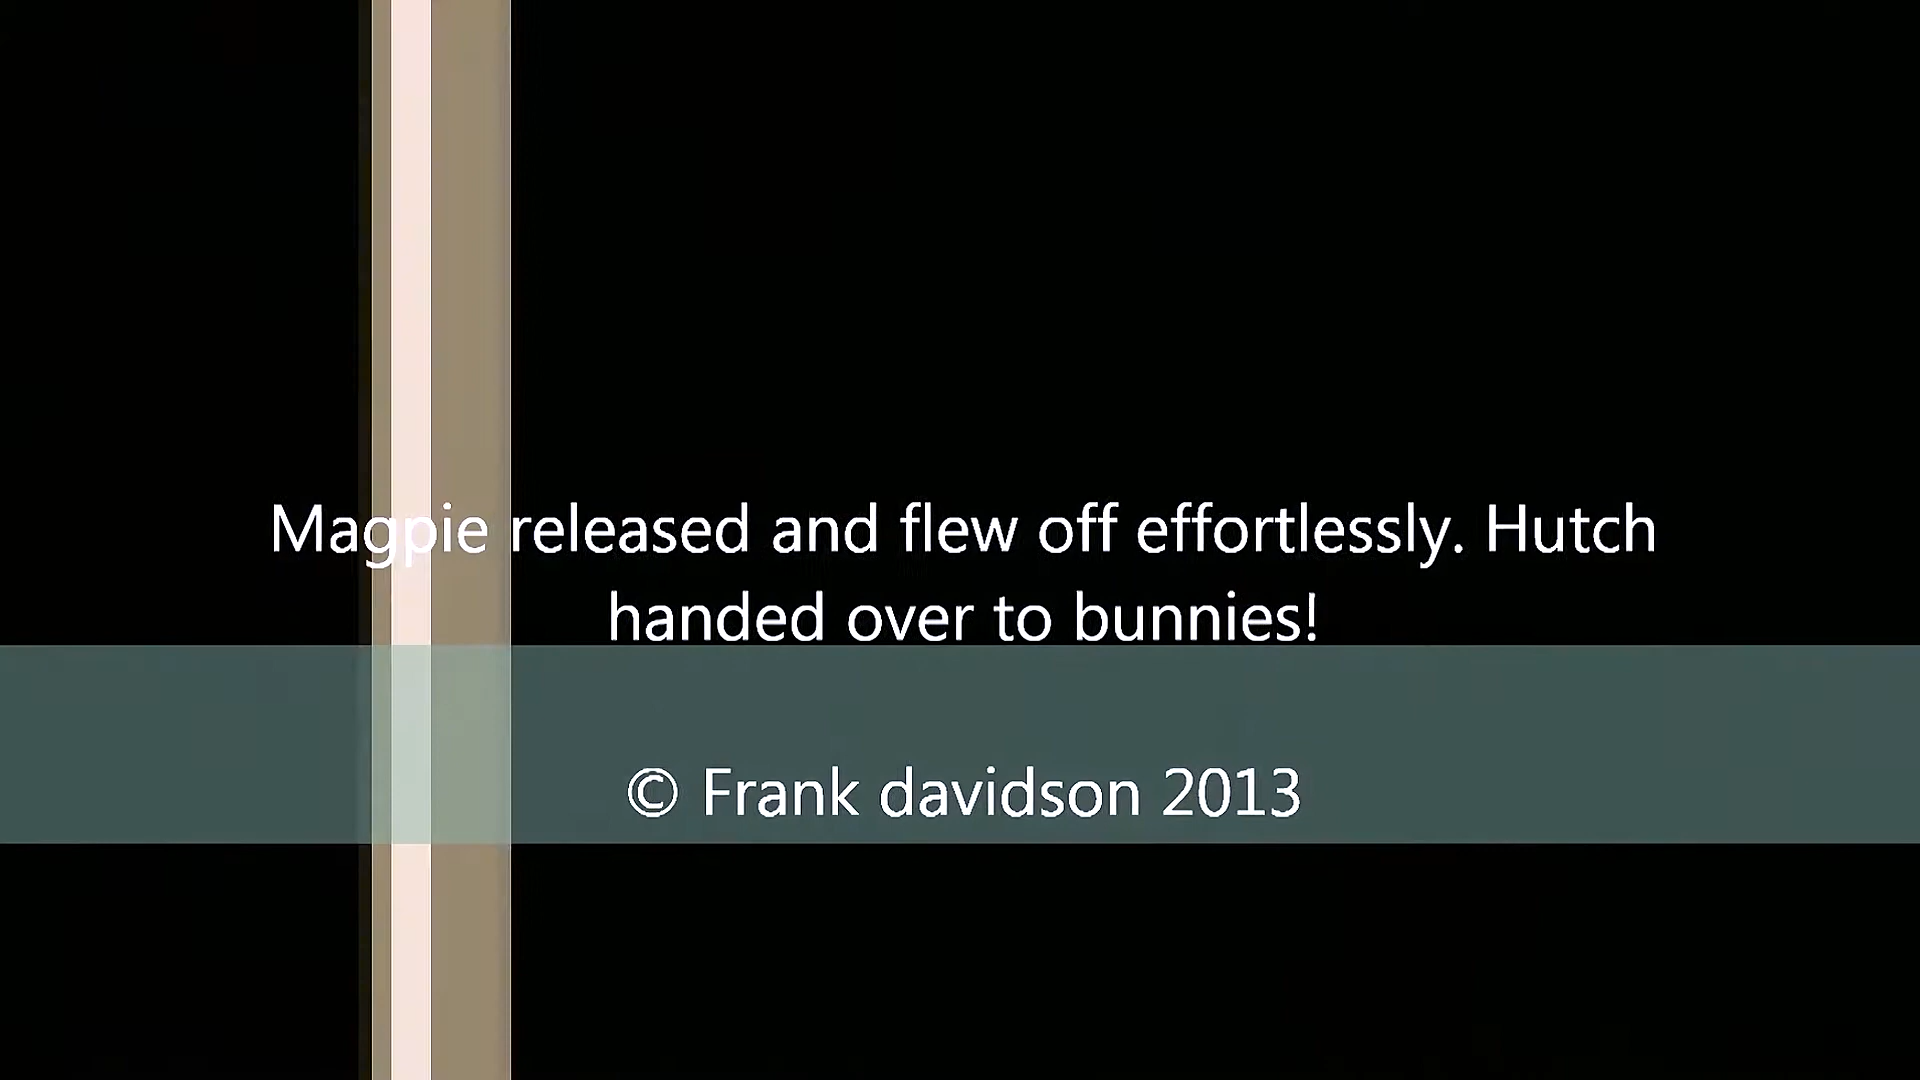 Magpie released and flew off effortlessly. Hutch
handed over to bunnies!
© Frank davidson 2013